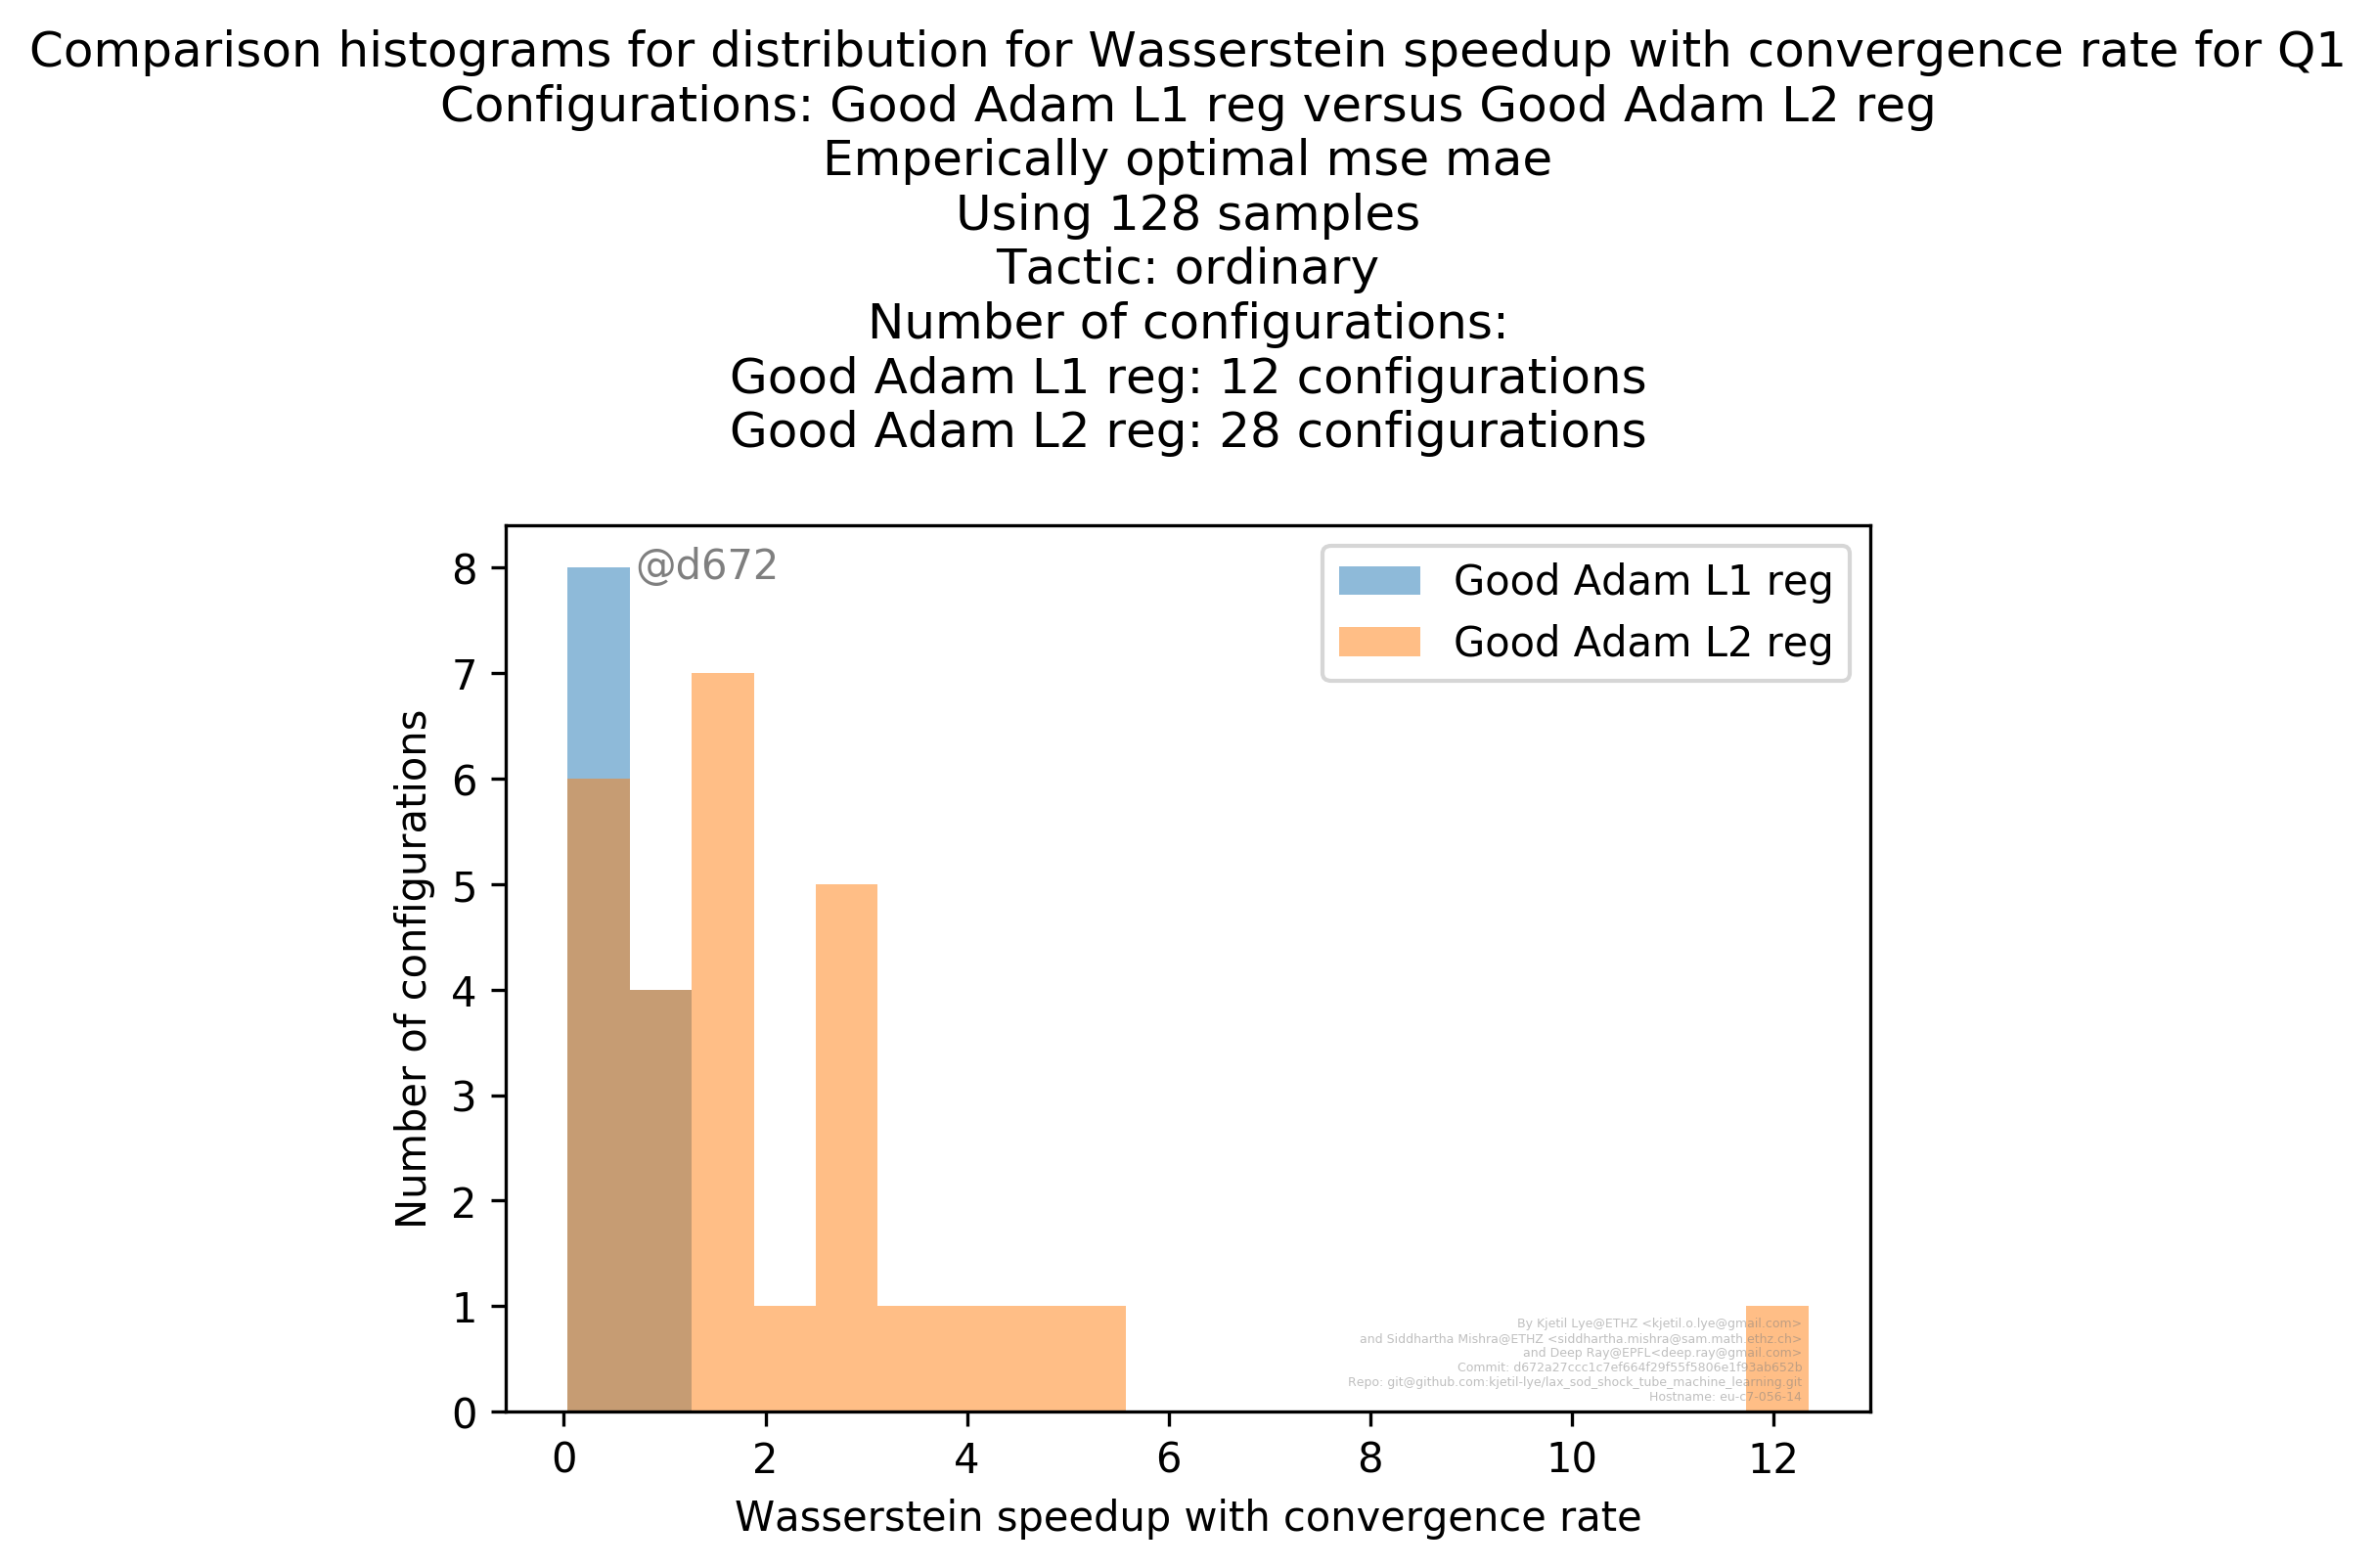 Comparison histograms for distribution for Wasserstein speedup with convergence rate for Q1
Configurations: Good Adam L1 reg versus Good Adam L2 reg
Emperically optimal mse mae
Using 128 samples
Tactic: ordinary
Number of configurations:
Good Adam L1 reg: 12 configurations
Good Adam L2 reg: 28 configurations
@d672
Good Adam L1 reg
Good Adam L2 reg
8
7
6
5
4
3
2
1
0
Number of configurations
By Kjetil Lye@ETHZ <kjetil.o.lye@gmail.com>
and Siddhartha Mishra@ETHZ <siddhartha.mishra@sam.math.ethz.ch>
and Deep Ray@EPFL<deep.ray@gmail.com>
Commit: d672a27ccc1c7ef664f29f55f5806e1f93ab652b
Repo: git@github.com:kjetil-lye/lax_sod_shock_tube_machine_learning.git
Hostname: eu-c7-056-14
0 2 4 6 8 10 12
Wasserstein speedup with convergence rate